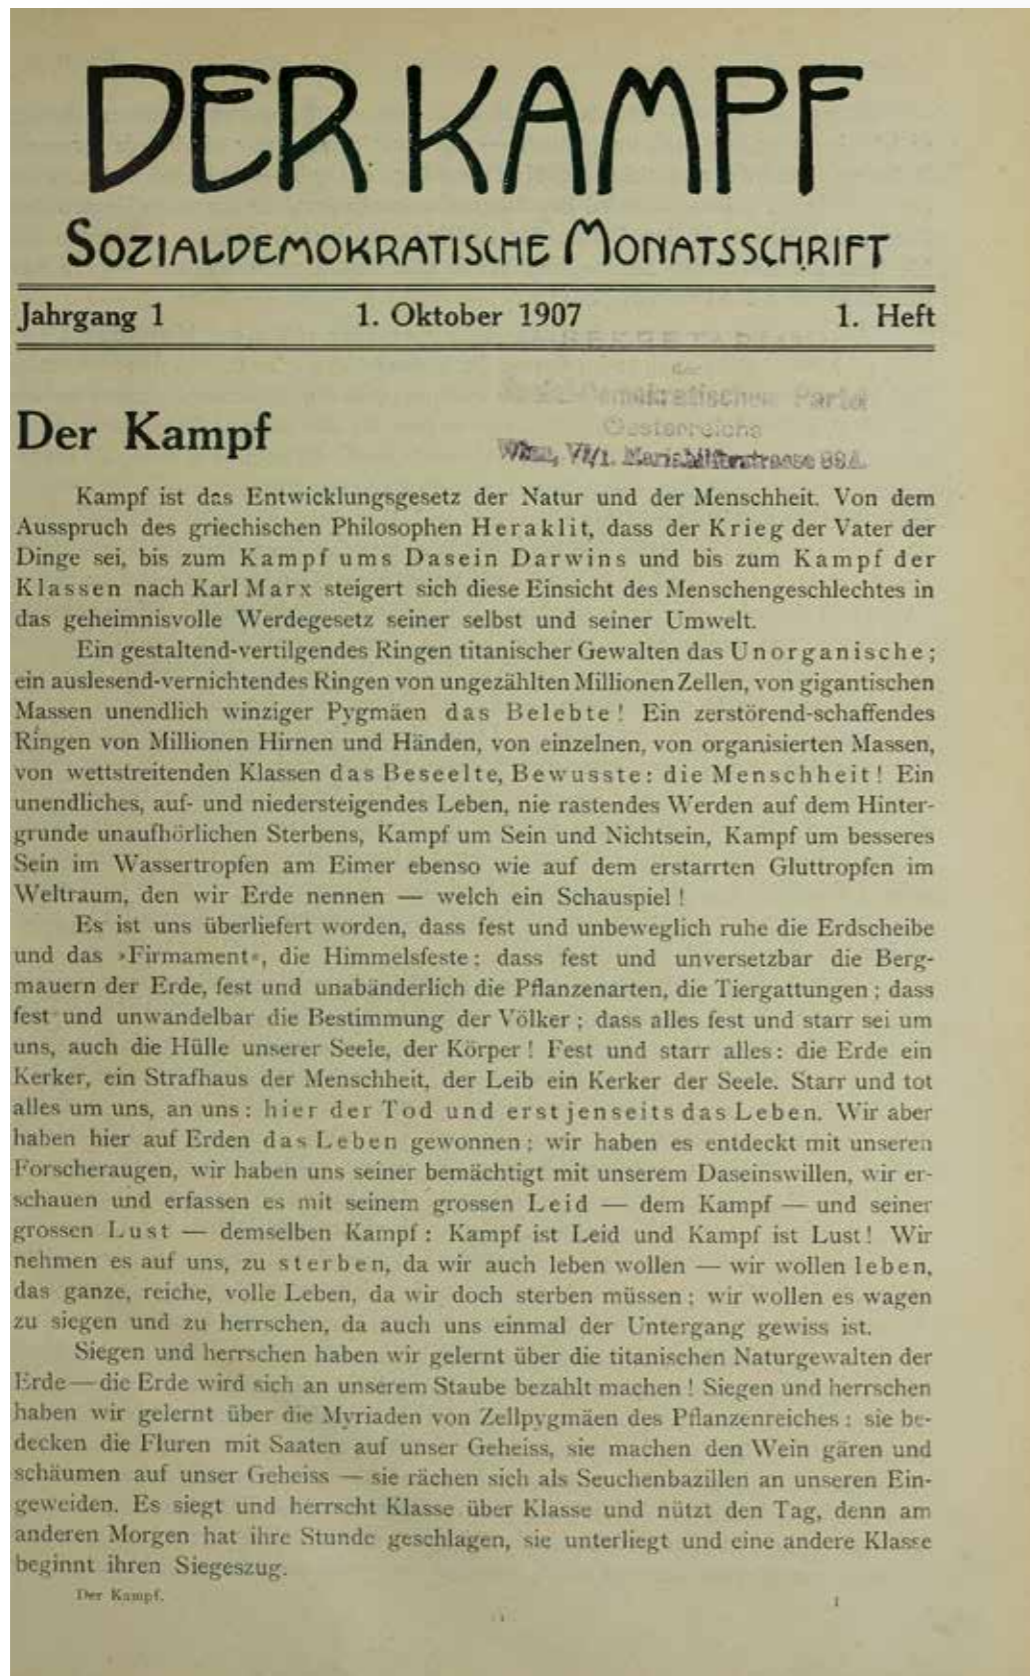 DER KAMPF
SOZIALDEMOKRATISCHE MONATSSCHRIFT
Jahrgang 1 1. Oktober 1907 1. Heft
der
Demokratischen Partei
Oesterreichs
Wien, VI/1. Mariahilferstrasse 89A.
Der Kampf
Kampf ist das Entwicklungsgesetz der Natur und der Menschheit. Von dem
Ausspruch des griechischen Philosophen Heraklit, dass der Krieg der Vater der
Dinge sei, bis zum Kampf ums Dasein Darwins und bis zum Kampf der
Klassen nach Karl Marx steigert sich diese Einsicht des Menschengeschlechtes in
das geheimnisvolle Werdegesetz seiner selbst und seiner Umwelt.
Ein gestaltend-vertilgendes Ringen titanischer Gewalten das Unorganische;
ein auslesend-vernichtendes Ringen von ungezählten Millionen Zellen, von gigantischen
Massen unendlich winziger Pygmäen das Belebte! Ein zerstörend-schaffendes
Ringen von Millionen Hirnen und Händen, von einzelnen, von organisierten Massen,
von wettstreitenden Klassen das Beseelte, Bewusste: die Menschheit! Ein
unendliches, auf- und niedersteigendes Leben, nie rastendes Werden auf dem Hinter-
grunde unaufhörlichen Sterbens, Kampf um Sein und Nichtsein, Kampf um besseres
Sein im Wassertropfen am Eimer ebenso wie auf dem erstarrten Gluttropfen im
Weltraum, den wir Erde nennen — welch ein Schauspiel!
Es ist uns überliefert worden, dass fest und unbeweglich ruhe die Erdscheibe
und das »Firmament«, die Himmelsfeste; dass fest und unversetzbar die Berg-
mauern der Erde, fest und unabänderlich die Pflanzenarten, die Tiergattungen; dass
fest und unwandelbar die Bestimmung der Völker; dass alles fest und starr sei um
uns, auch die Hülle unserer Seele, der Körper! Fest und starr alles: die Erde ein
Kerker, ein Strafhaus der Menschheit, der Leib ein Kerker der Seele. Starr und tot
alles um uns, an uns: hier der Tod und erst jenseits das Leben. Wir aber
haben hier auf Erden das Leben gewonnen; wir haben es entdeckt mit unseren
Forscheraugen, wir haben uns seiner bemächtigt mit unserem Daseinswillen, wir er-
schauen und erfassen es mit seinem grossen Leid — dem Kampf — und seiner
grossen Lust — demselben Kampf: Kampf ist Leid und Kampf ist Lust! Wir
nehmen es auf uns, zu sterben, da wir auch leben wollen — wir wollen leben,
das ganze, reiche, volle Leben, da wir doch sterben müssen; wir wollen es wagen
zu siegen und zu herrschen, da auch uns einmal der Untergang gewiss ist.
Siegen und herrschen haben wir gelernt über die titanischen Naturgewalten der
Erde — die Erde wird sich an unserem Staube bezahlt machen! Siegen und herrschen
haben wir gelernt über die Myriaden von Zellpygmäen des Pflanzenreiches: sie be-
decken die Fluren mit Saaten auf unser Geheiss, sie machen den Wein gären und
schäumen auf unser Geheiss — sie rächen sich als Seuchenbazillen an unseren Ein-
geweiden. Es siegt und herrscht Klasse über Klasse und nützt den Tag, denn am
anderen Morgen hat ihre Stunde geschlagen, sie unterliegt und eine andere Klasse
beginnt ihren Siegeszug.
Der Kampf. 1